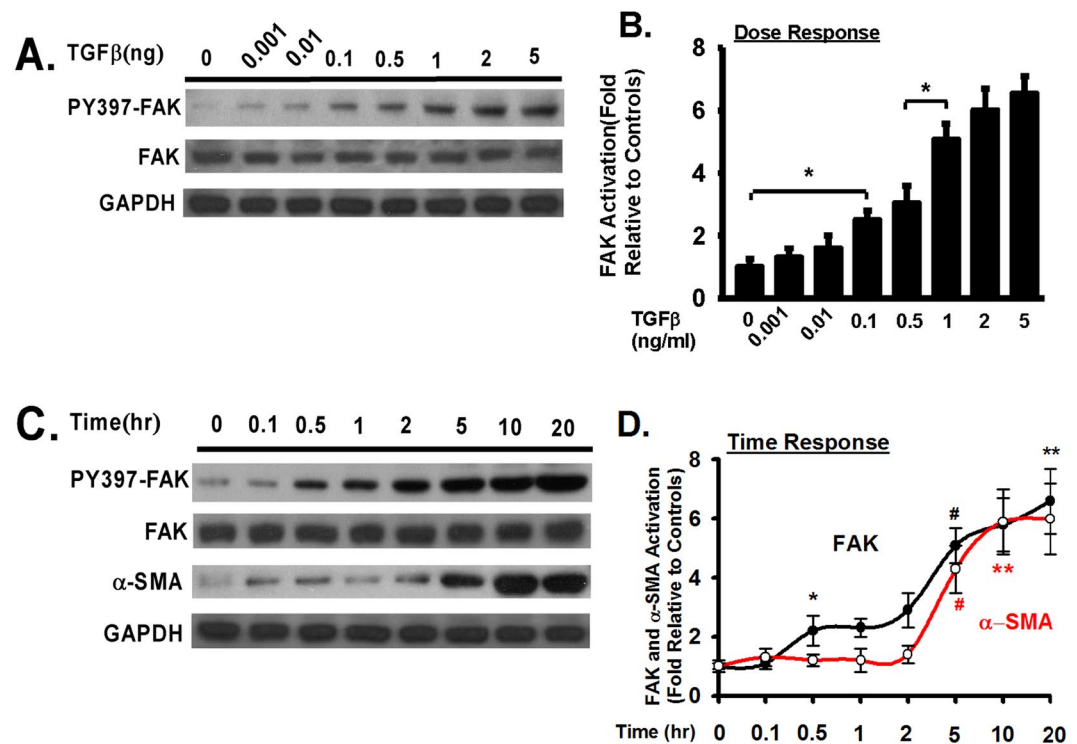 A.
TGFβ(ng)
0 0.001 0.01 0.1 0.5 1 2 5
PY397-FAK
FAK
GAPDH
B.
Dose Response
FAK Activation(Fold
Relative to Controls)
8
6
4
2
0
*
*
TGFβ
(ng/ml)
0 0.001 0.01 0.1 0.5 1 2 5
C.
Time(hr)
0 0.1 0.5 1 2 5 10 20
PY397-FAK
FAK
α-SMA
GAPDH
D.
Time Response
FAK and α-SMA Activation
(Fold Relative to Controls)
8
6
4
2
0
**
#
FAK
*
**
#
α–SMA
Time (hr) 0 0.1 0.5 1 2 5 10 20